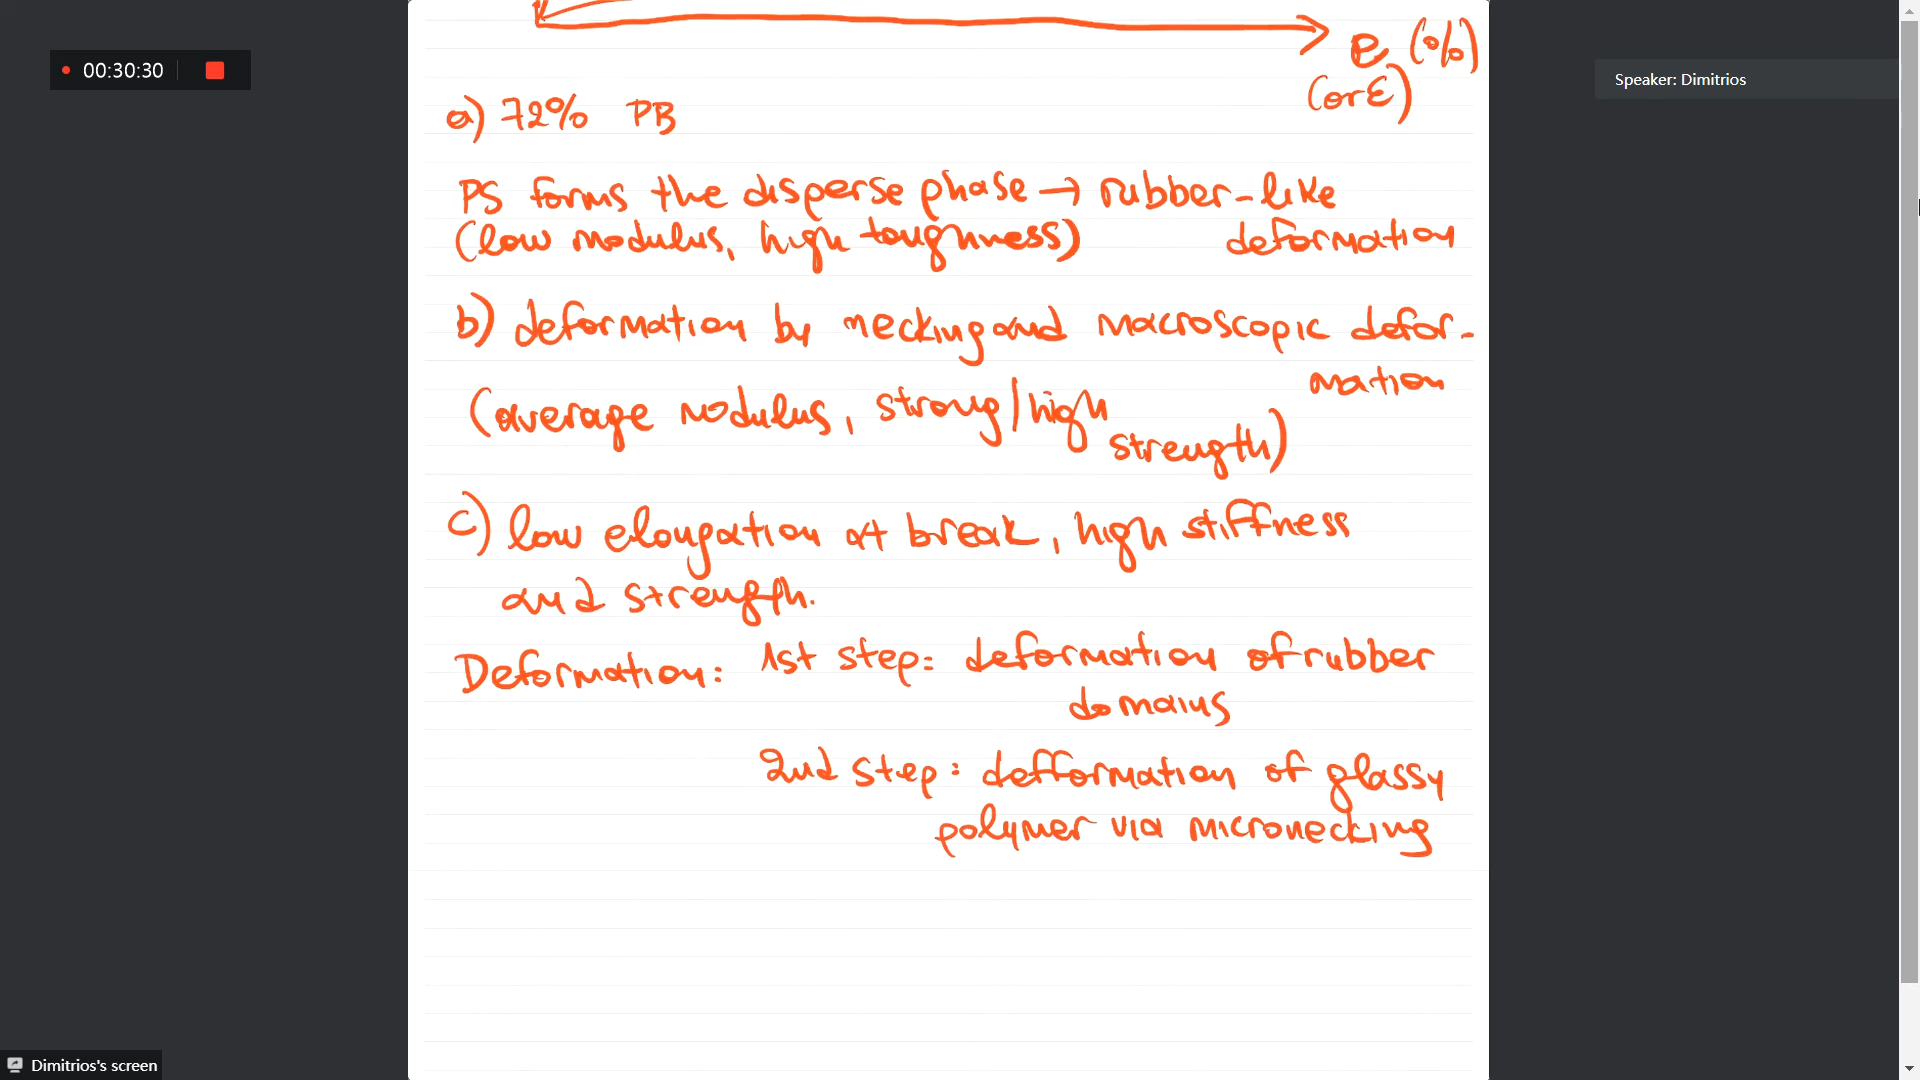 00:30:30
Speaker: Dimitrios
e (%)
(or ε)
a) 72% PB
PS forms the disperse phase → rubber-like
(low modulus, high toughness) deformation
b) deformation by necking and macroscopic defor-
mation
(average modulus, strong/high
strength)
c) low elongation at break, high stiffness
and strength.
Deformation: 1st step: deformation of rubber
domains
2nd step: defformation of glassy
polymer via micronecking
Dimitrios's screen